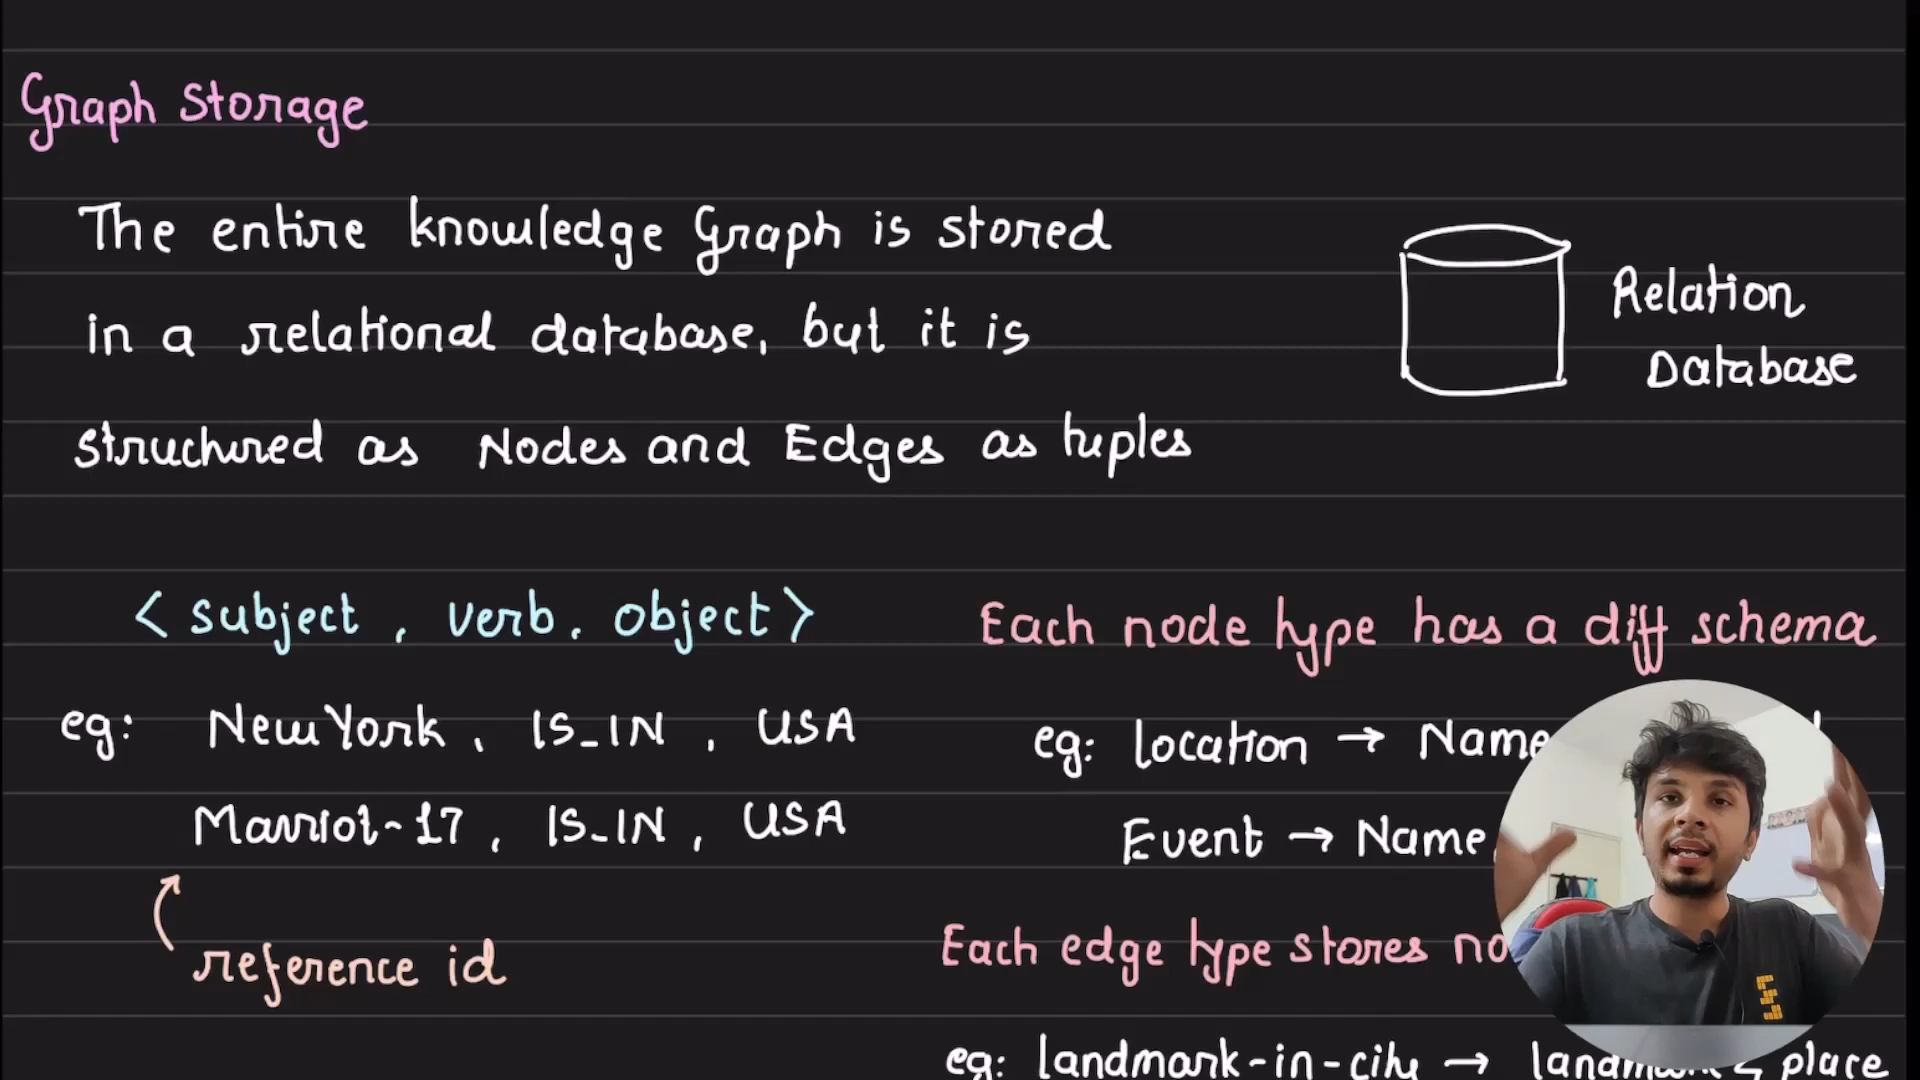 Graph Storage
The entire knowledge Graph is stored
in a relational database, but it is
structured as Nodes and Edges as tuples
Relation
Database
< subject, verb, object >
eg: New York, IS_IN, USA
Marriot-17, IS_IN, USA
reference id
Each node type has a diff schema
eg: location → Name
Event → Name
Each edge type stores
eg: landmark-in-city → place